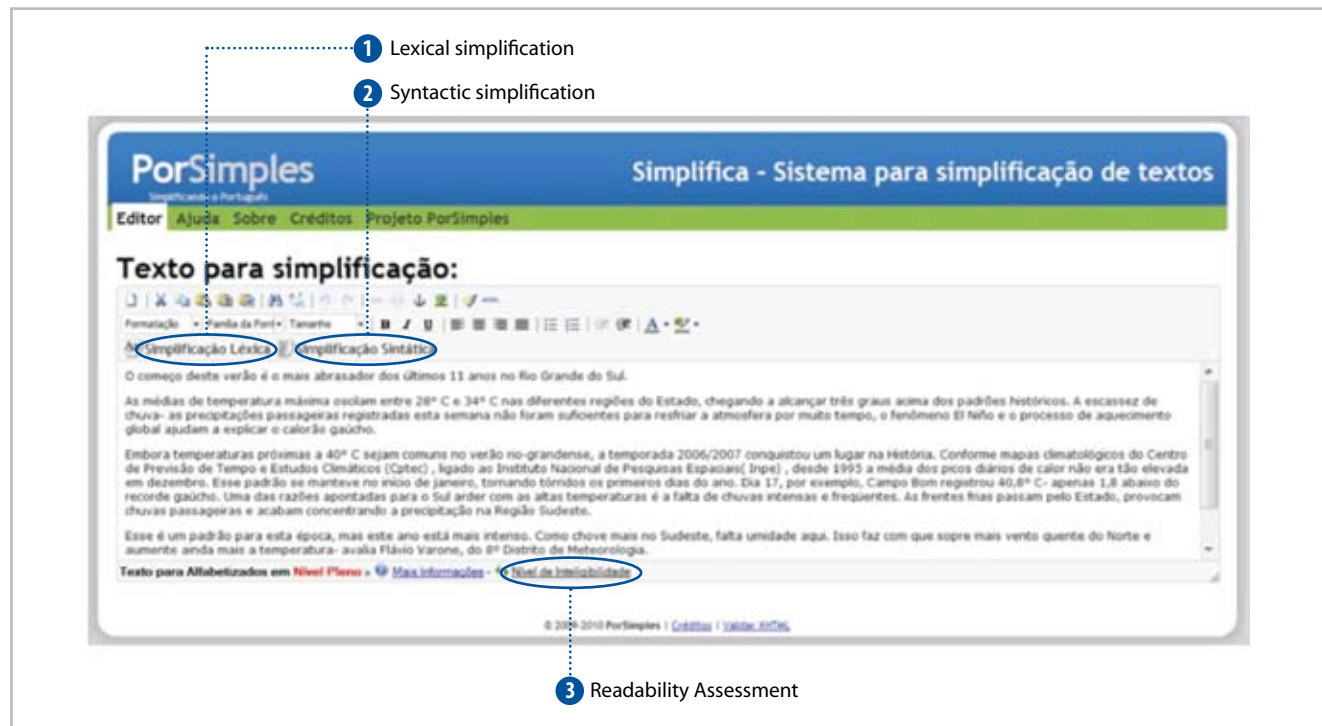 1 Lexical simplification
2 Syntactic simplification
PorSimples
Simplificando o Português
Simplifica - Sistema para simplificação de textos
Editor Ajuda Sobre Créditos Projeto PorSimples
Texto para simplificação:
Formatação Família da Font Tamanho
Simplificação Léxica Simplificação Sintática
O começo deste verão é o mais abrasador dos últimos 11 anos no Rio Grande do Sul.
As médias de temperatura máxima oscilam entre 28° C e 34° C nas diferentes regiões do Estado, chegando a alcançar três graus acima dos padrões históricos. A escassez de
chuva- as precipitações passageiras registradas esta semana não foram suficientes para resfriar a atmosfera por muito tempo, o fenômeno El Niño e o processo de aquecimento
global ajudam a explicar o calorão gaúcho.
Embora temperaturas próximas a 40° C sejam comuns no verão rio-grandense, a temporada 2006/2007 conquistou um lugar na História. Conforme mapas climatológicos do Centro
de Previsão de Tempo e Estudos Climáticos (Cptec) , ligado ao Instituto Nacional de Pesquisas Espaciais( Inpe) , desde 1995 a média dos picos diários de calor não era tão elevada
em dezembro. Esse padrão se manteve no início de janeiro, tornando tórridos os primeiros dias do ano. Dia 17, por exemplo, Campo Bom registrou 40,8° C- apenas 1,8 abaixo do
recorde gaúcho. Uma das razões apontadas para o Sul arder com as altas temperaturas é a falta de chuvas intensas e freqüentes. As frentes frias passam pelo Estado, provocam
chuvas passageiras e acabam concentrando a precipitação na Região Sudeste.
Esse é um padrão para esta época, mas este ano está mais intenso. Como chove mais no Sudeste, falta umidade aqui. Isso faz com que sopre mais vento quente do Norte e
aumente ainda mais a temperatura- avalia Flávio Varone, do 8º Distrito de Meteorologia.
Texto para Alfabetizados em Nível Pleno » Mais Informações - Nível de Inteligibilidade
© 2009-2010 PorSimples | Créditos | Validar XHTML
3 Readability Assessment